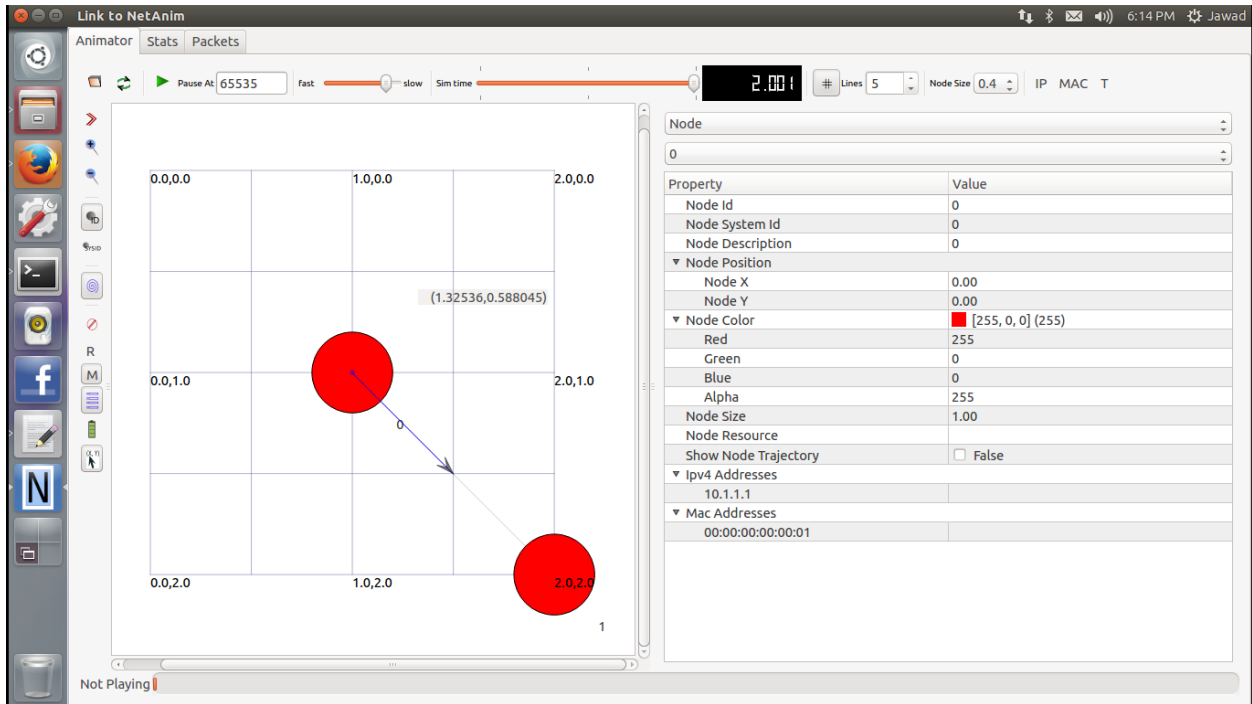 Link to NetAnim
6:14 PM Jawad
Animator Stats Packets
Pause At 65535 fast slow Sim time 2.001 # Lines 5 Node Size 0.4 IP MAC T
Node
0
ID
SYSID
R
M
(X, Y)
0.0,0.0 1.0,0.0 2.0,0.0
(1.32536,0.588045)
0.0,1.0 2.0,1.0
0
0.0,2.0 1.0,2.0 2.0,2.0
1
Property Value
Node Id 0
Node System Id 0
Node Description 0
Node Position
Node X 0.00
Node Y 0.00
Node Color [255, 0, 0] (255)
Red 255
Green 0
Blue 0
Alpha 255
Node Size 1.00
Node Resource
Show Node Trajectory False
Ipv4 Addresses
10.1.1.1
Mac Addresses
00:00:00:00:00:01
Not Playing